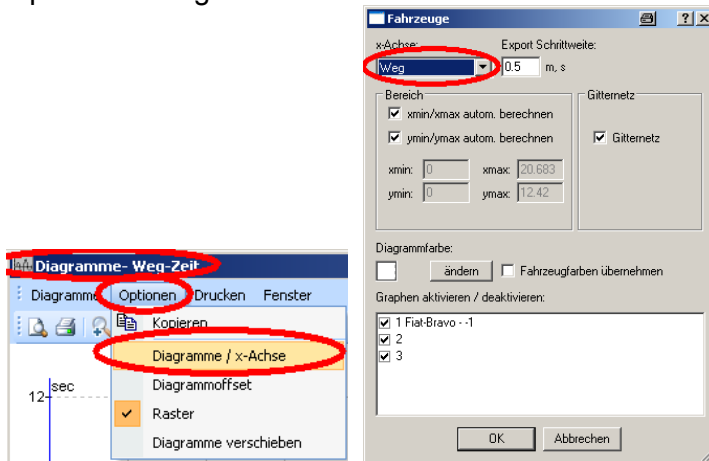 Diagramme- Weg-Zeit
Diagramme Optionen Drucken Fenster
Kopieren
Diagramme / x-Achse
Diagrammoffset
Raster
Diagramme verschieben
sec
12
Fahrzeuge
x-Achse: Export Schrittweite:
Weg 0.5 m, s
Bereich Gitternetz
xmin/xmax autom. berechnen
ymin/ymax autom. berechnen Gitternetz
xmin: 0 xmax: 20.683
ymin: 0 ymax: 12.42
Diagrammfarbe:
ändern Fahrzeugfarben übernehmen
Graphen aktivieren / deaktivieren:
1 Fiat-Bravo - -1
2
3
OK Abbrechen